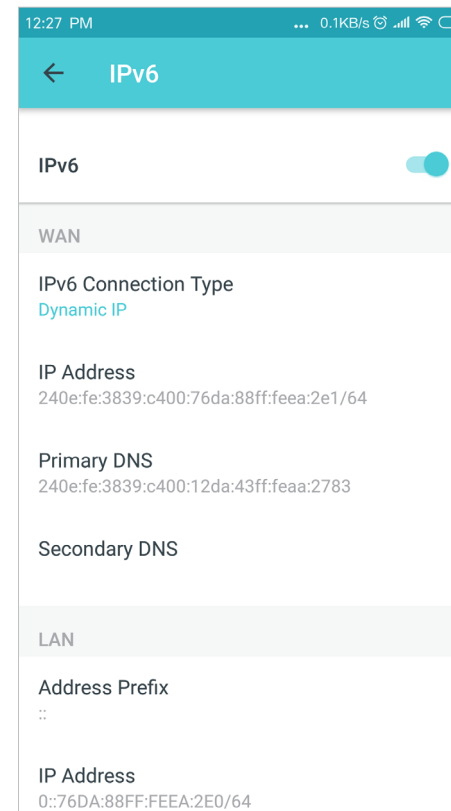 12:27 PM ... 0.1KB/s
IPv6
IPv6
WAN
IPv6 Connection Type
Dynamic IP
IP Address
240e:fe:3839:c400:76da:88ff:feea:2e1/64
Primary DNS
240e:fe:3839:c400:12da:43ff:feaa:2783
Secondary DNS
LAN
Address Prefix
::
IP Address
0::76DA:88FF:FEEA:2E0/64